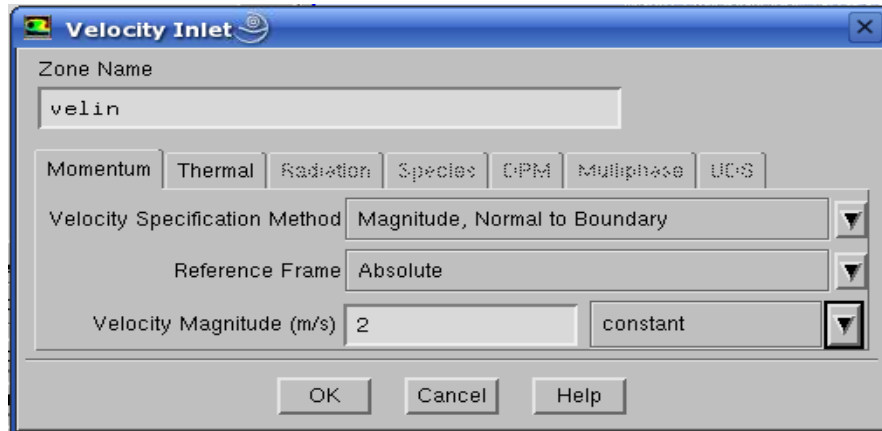 Velocity Inlet
Zone Name
velin
Momentum Thermal Radiation Species DPM Multiphase UDS
Velocity Specification Method Magnitude, Normal to Boundary
Reference Frame Absolute
Velocity Magnitude (m/s) 2 constant
OK Cancel Help